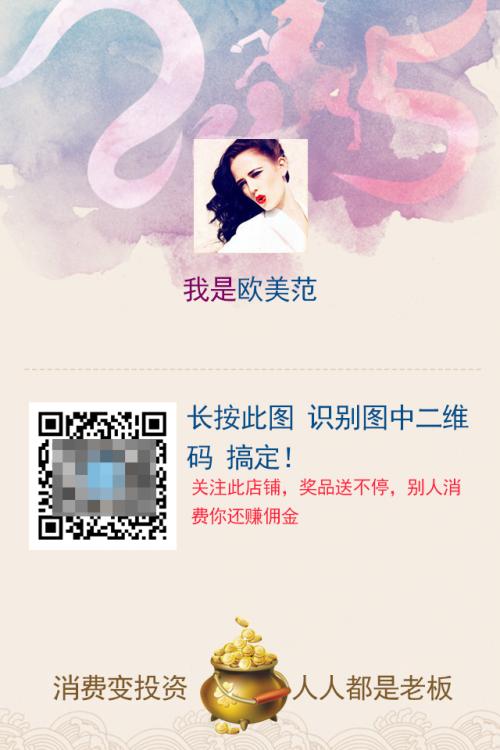 2015
我是欧美范
长按此图 识别图中二维
码 搞定!
关注此店铺，奖品送不停，别人消
费你还赚佣金
消费变投资 人人都是老板